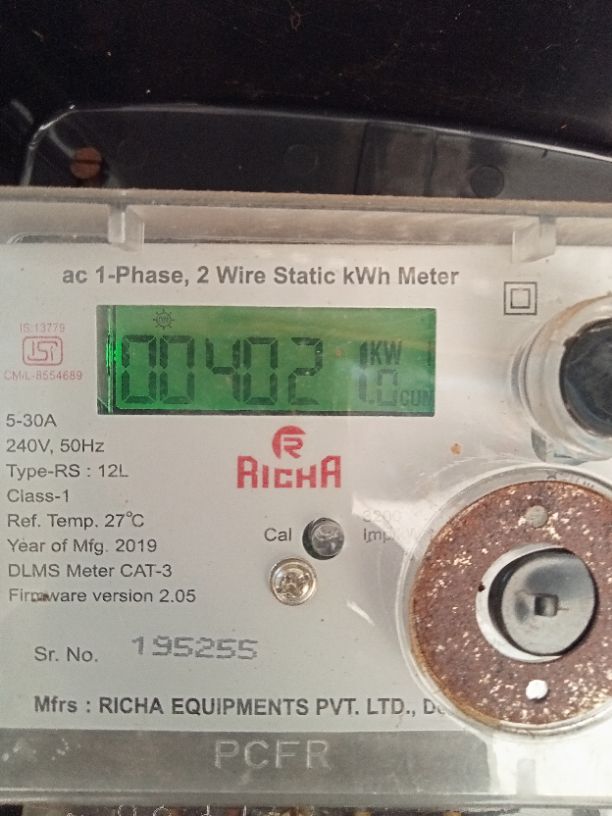 ac 1-Phase, 2 Wire Static kWh Meter
IS:13779
ISI
CM/L-8554689
004021
KW
1.0
CUM
5-30A
240V, 50Hz
Type-RS : 12L
Class-1
Ref. Temp. 27°C
Year of Mfg. 2019
DLMS Meter CAT-3
Firmware version 2.05
R
RICHA
Cal
Sr. No. 195255
Mfrs : RICHA EQUIPMENTS PVT. LTD.,
PCFR